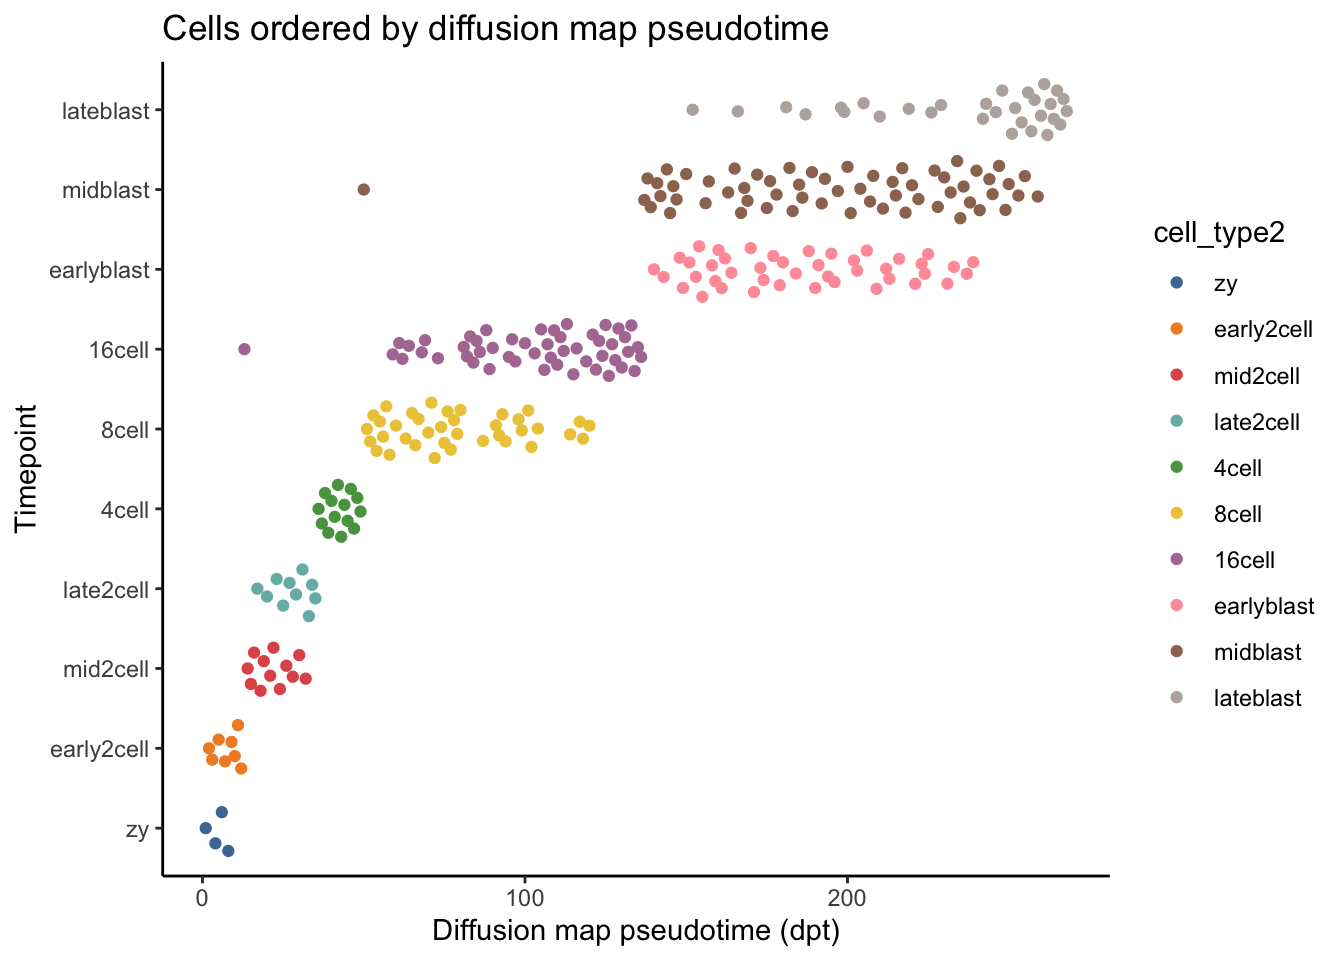 Cells ordered by diffusion map pseudotime
Timepoint
lateblast
midblast
earlyblast
16cell
8cell
4cell
late2cell
mid2cell
early2cell
zy
0
100
200
Diffusion map pseudotime (dpt)
cell_type2
zy
early2cell
mid2cell
late2cell
4cell
8cell
16cell
earlyblast
midblast
lateblast